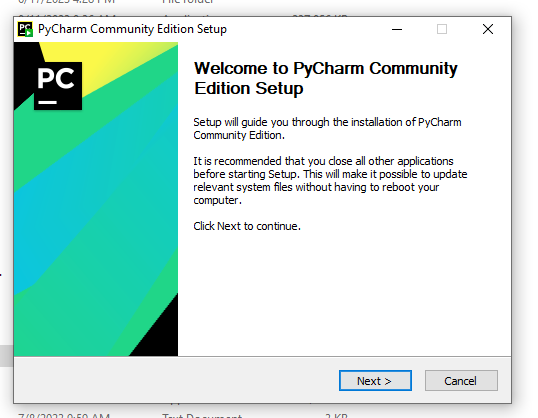 PyCharm Community Edition Setup
PC
Welcome to PyCharm Community
Edition Setup
Setup will guide you through the installation of PyCharm
Community Edition.
It is recommended that you close all other applications
before starting Setup. This will make it possible to update
relevant system files without having to reboot your
computer.
Click Next to continue.
Next >
Cancel